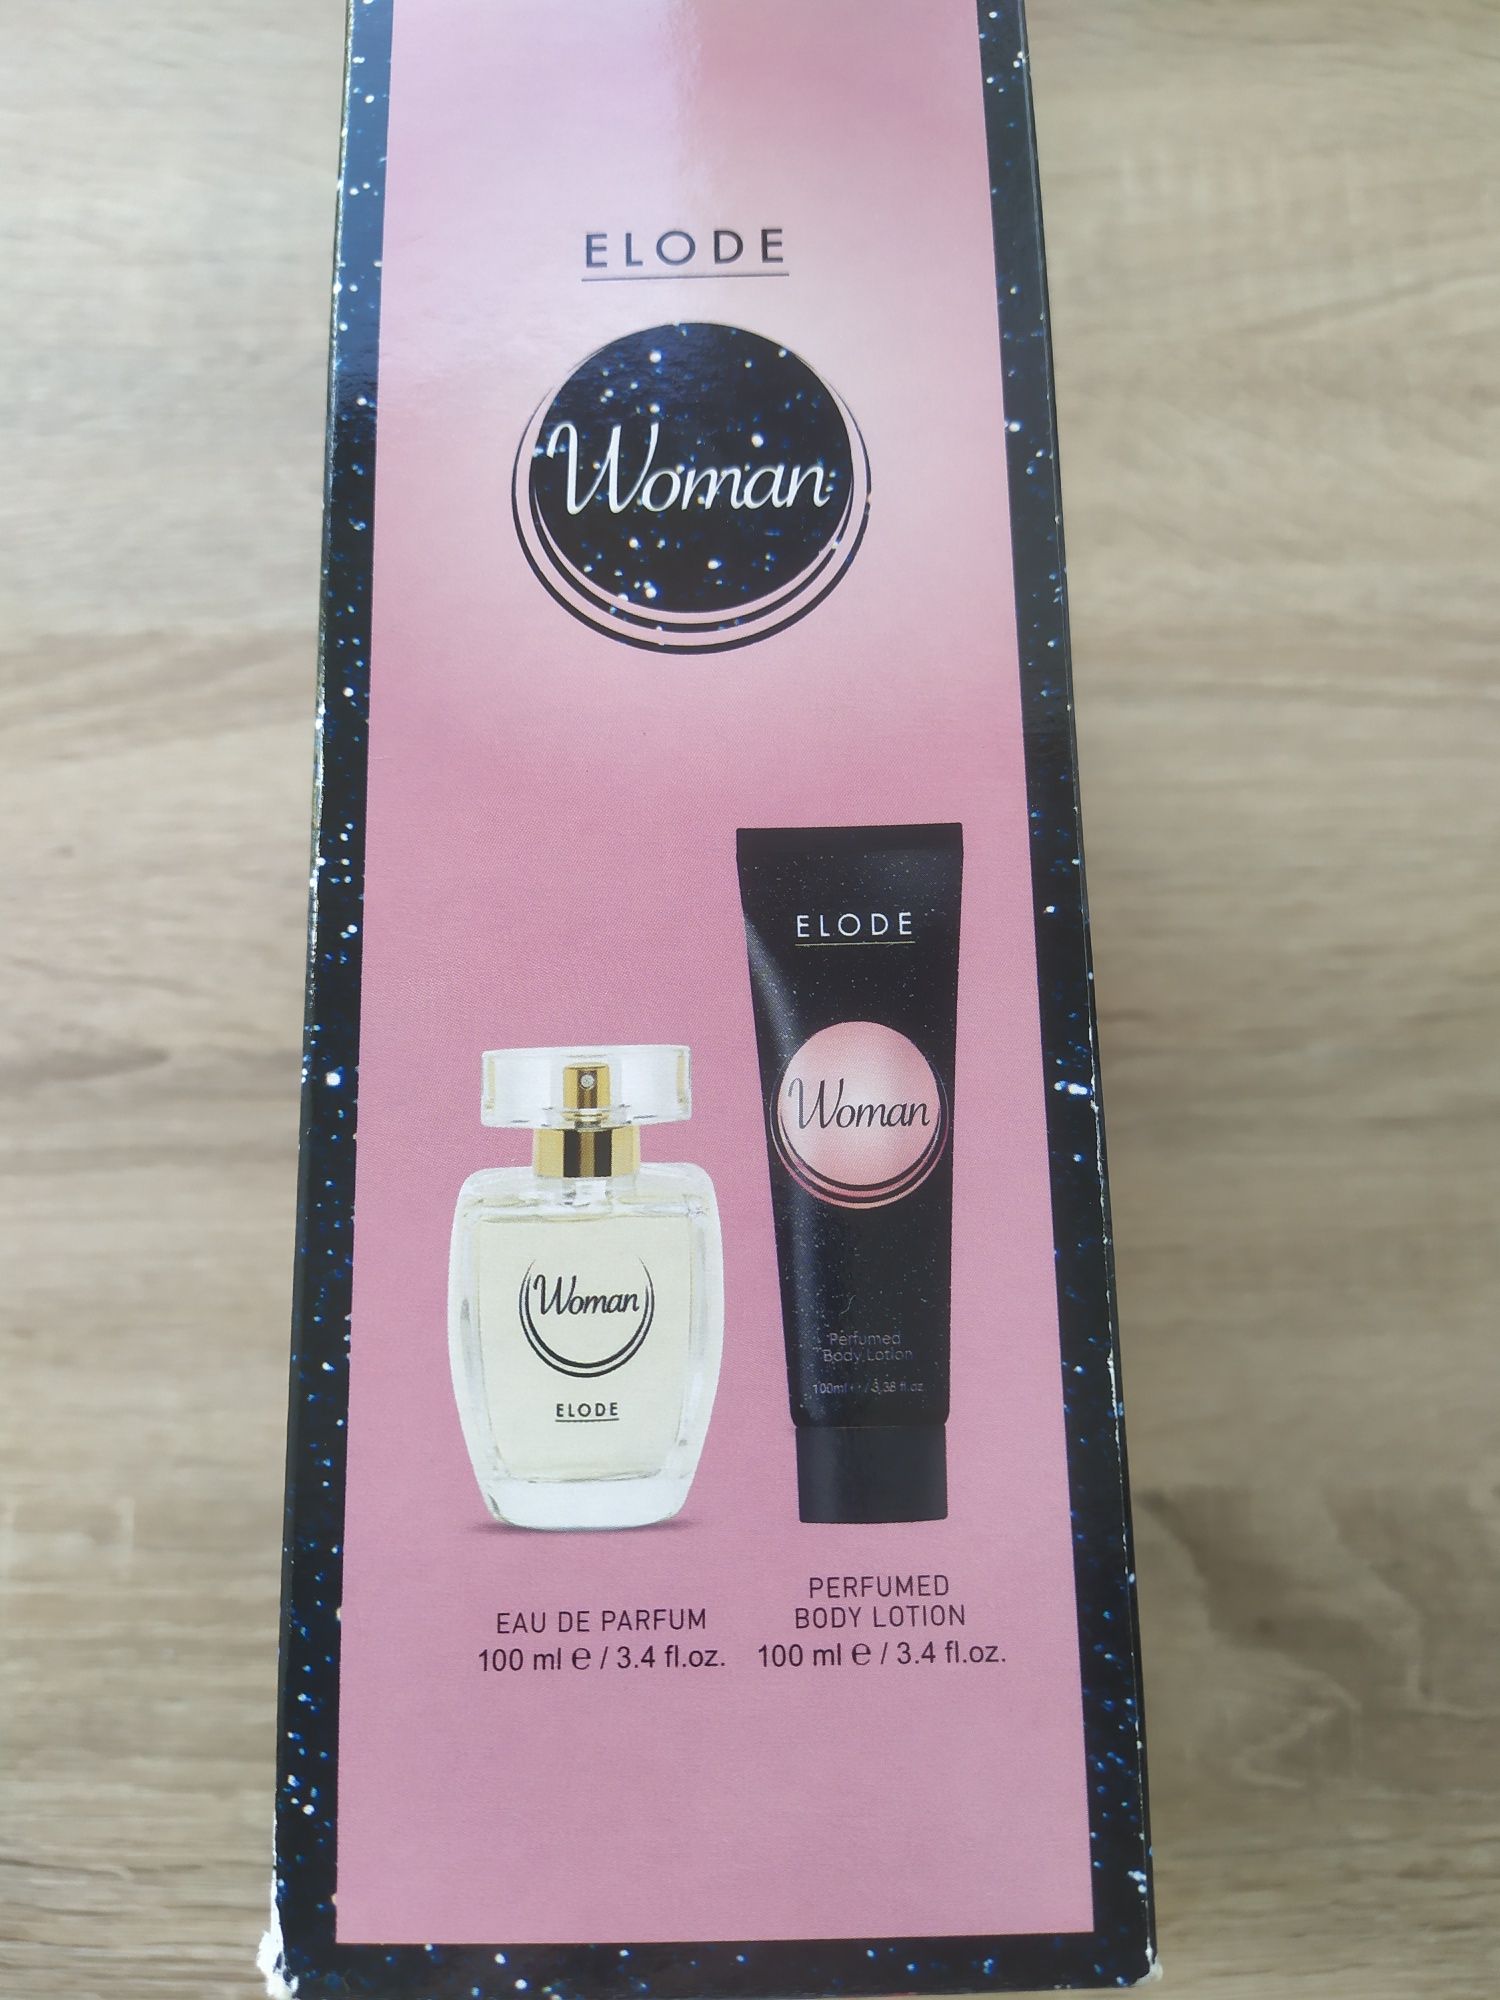 ELODE
Woman
ELODE
Woman
Perfumed
Body Lotion
100ml e / 3,38 fl.oz
Woman
ELODE
EAU DE PARFUM
100 ml e / 3.4 fl.oz.
PERFUMED
BODY LOTION
100 ml e / 3.4 fl.oz.